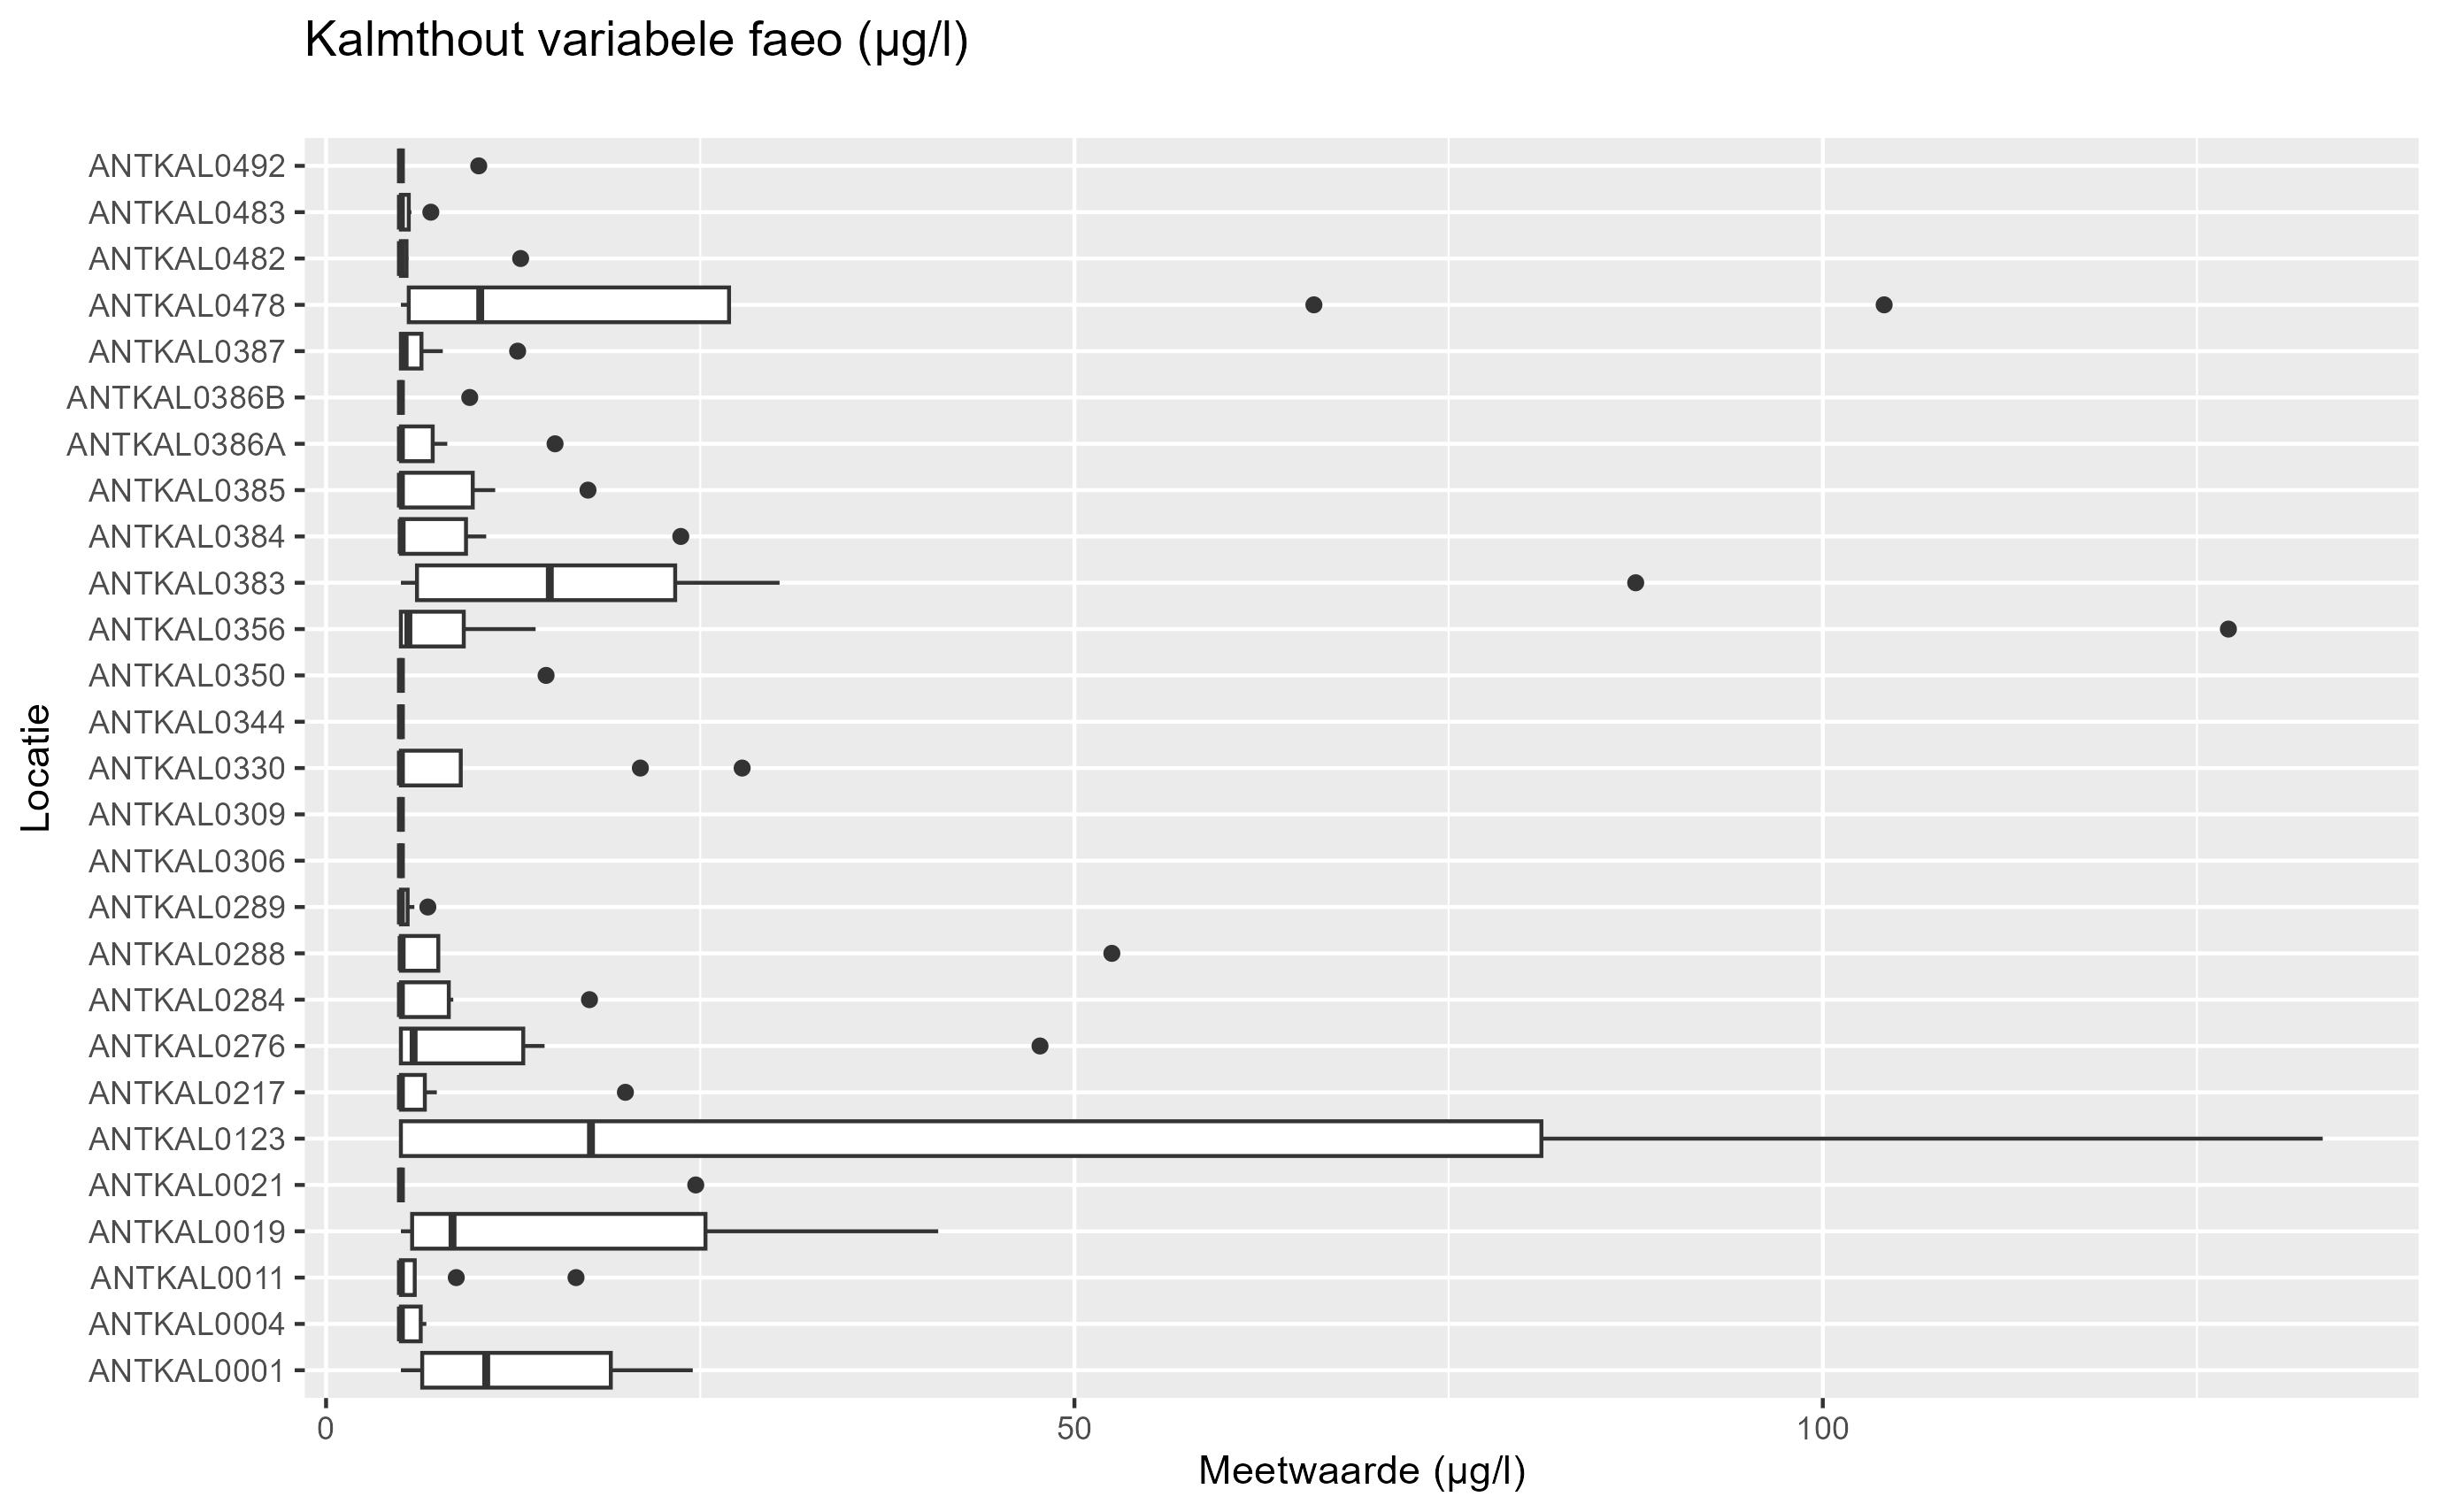 Kalmthout variabele faeo (µg/l)
ANTKAL0492
ANTKAL0483
ANTKAL0482
ANTKAL0478
ANTKAL0387
ANTKAL0386B
ANTKAL0386A
ANTKAL0385
ANTKAL0384
ANTKAL0383
ANTKAL0356
ANTKAL0350
ANTKAL0344
ANTKAL0330
ANTKAL0309
ANTKAL0306
ANTKAL0289
ANTKAL0288
ANTKAL0284
ANTKAL0276
ANTKAL0217
ANTKAL0123
ANTKAL0021
ANTKAL0019
ANTKAL0011
ANTKAL0004
ANTKAL0001
Locatie
0 50 100
Meetwaarde (µg/l)